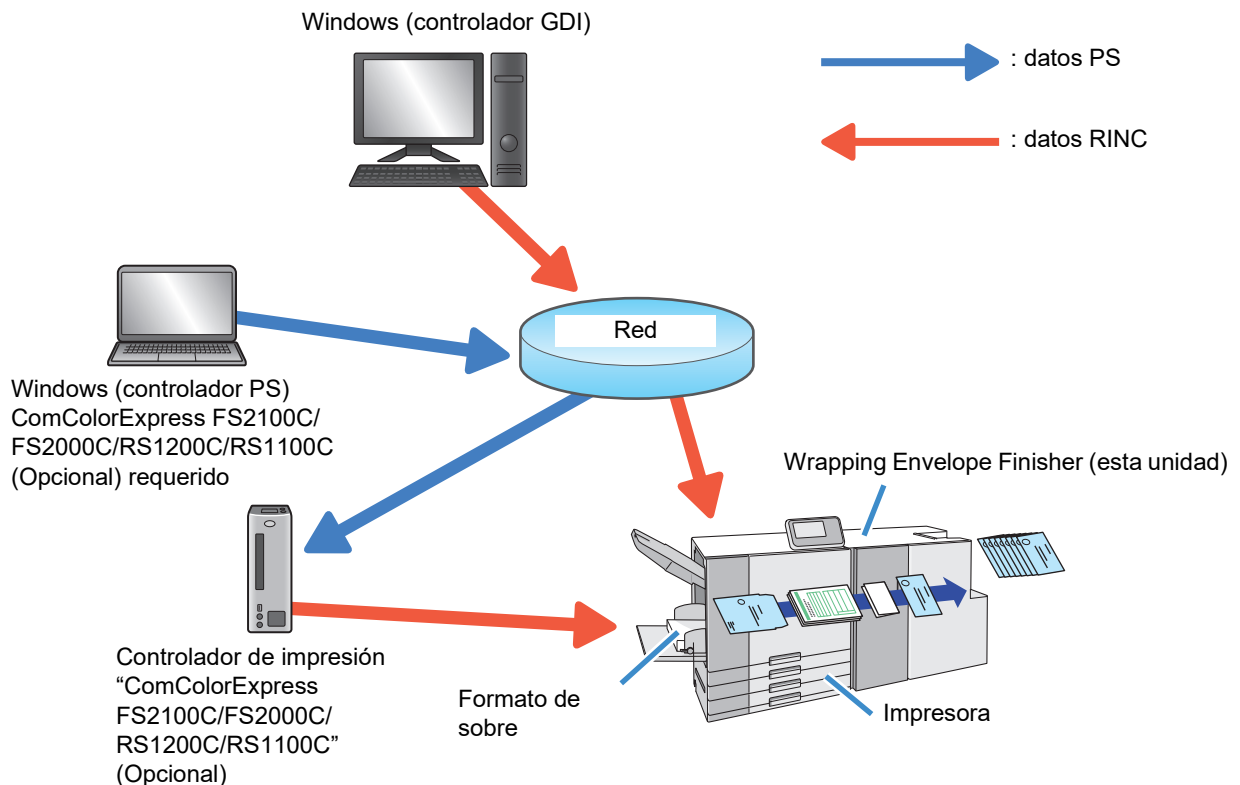 Windows (controlador GDI)
: datos PS
: datos RINC
Red
Windows (controlador PS)
ComColorExpress FS2100C/
FS2000C/RS1200C/RS1100C
(Opcional) requerido
Wrapping Envelope Finisher (esta unidad)
Controlador de impresión
“ComColorExpress
FS2100C/FS2000C/
RS1200C/RS1100C”
(Opcional)
Formato de
sobre
Impresora